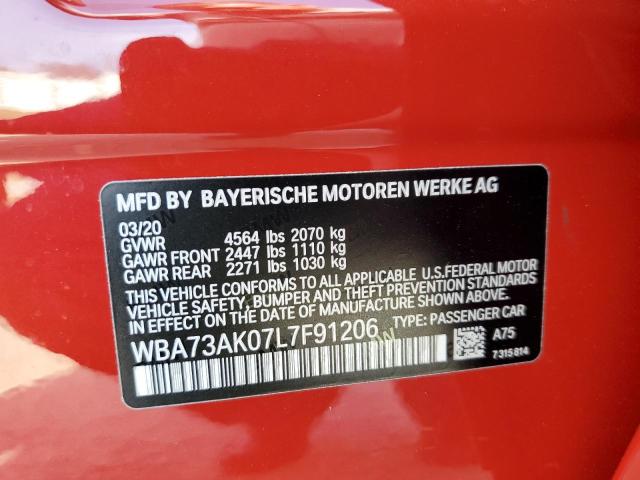 MFD BY BAYERISCHE MOTOREN WERKE AG
03/20
GVWR 4564 lbs 2070 kg
GAWR FRONT 2447 lbs 1110 kg
GAWR REAR 2271 lbs 1030 kg
THIS VEHICLE CONFORMS TO ALL APPLICABLE U.S.FEDERAL MOTOR
VEHICLE SAFETY, BUMPER AND THEFT PREVENTION STANDARDS
IN EFFECT ON THE DATE OF MANUFACTURE SHOWN ABOVE.
WBA73AK07L7F91206 TYPE: PASSENGER CAR
A75
7315814